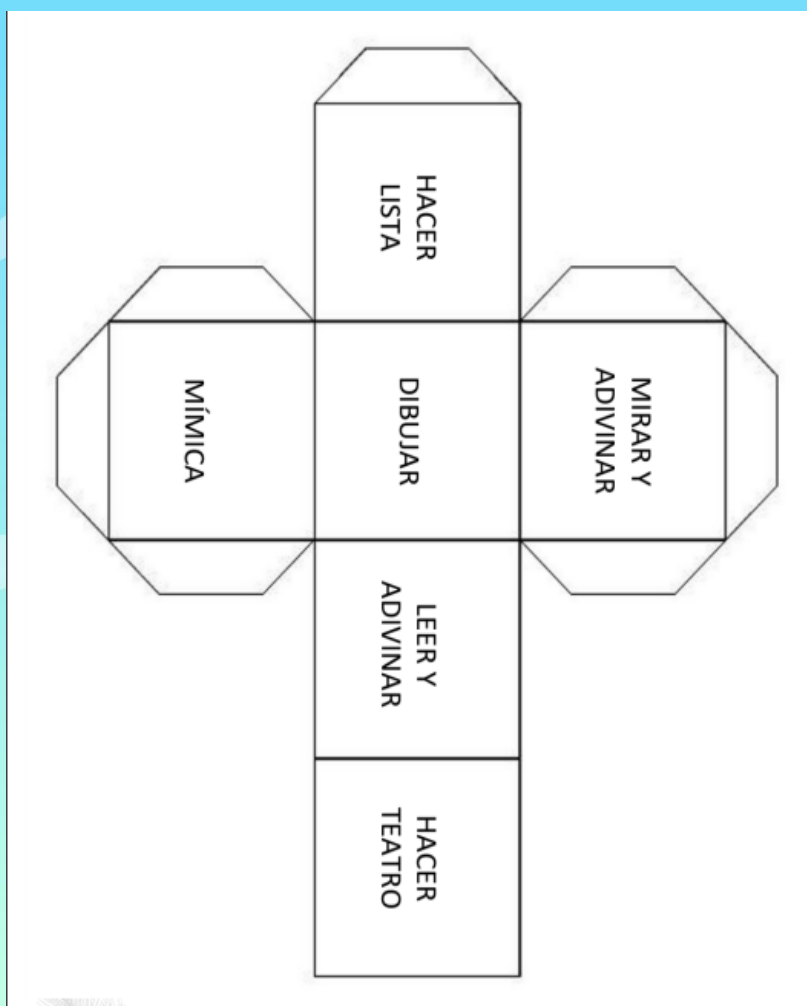 HACER
LISTA
MÍMICA
DIBUJAR
MIRAR Y
ADIVINAR
LEER Y
ADIVINAR
HACER
TEATRO